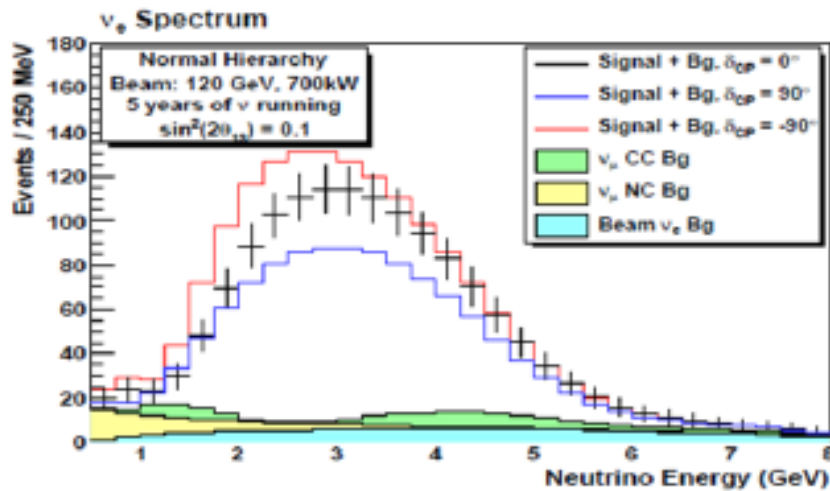 νe Spectrum
Normal Hierarchy
Beam: 120 GeV, 700kW
5 years of ν running
sin²(2θ₁₃) = 0.1
Signal + Bg, δCP = 0°
Signal + Bg, δCP = 90°
Signal + Bg, δCP = -90°
νμ CC Bg
νμ NC Bg
Beam νe Bg
Events / 250 MeV
180
160
140
120
100
80
60
40
20
0
1 2 3 4 5 6 7 8
Neutrino Energy (GeV)